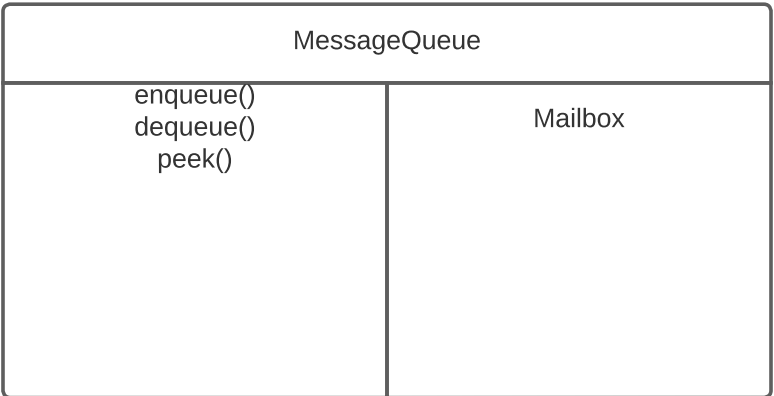 MessageQueue
enqueue()
dequeue()
peek()
Mailbox